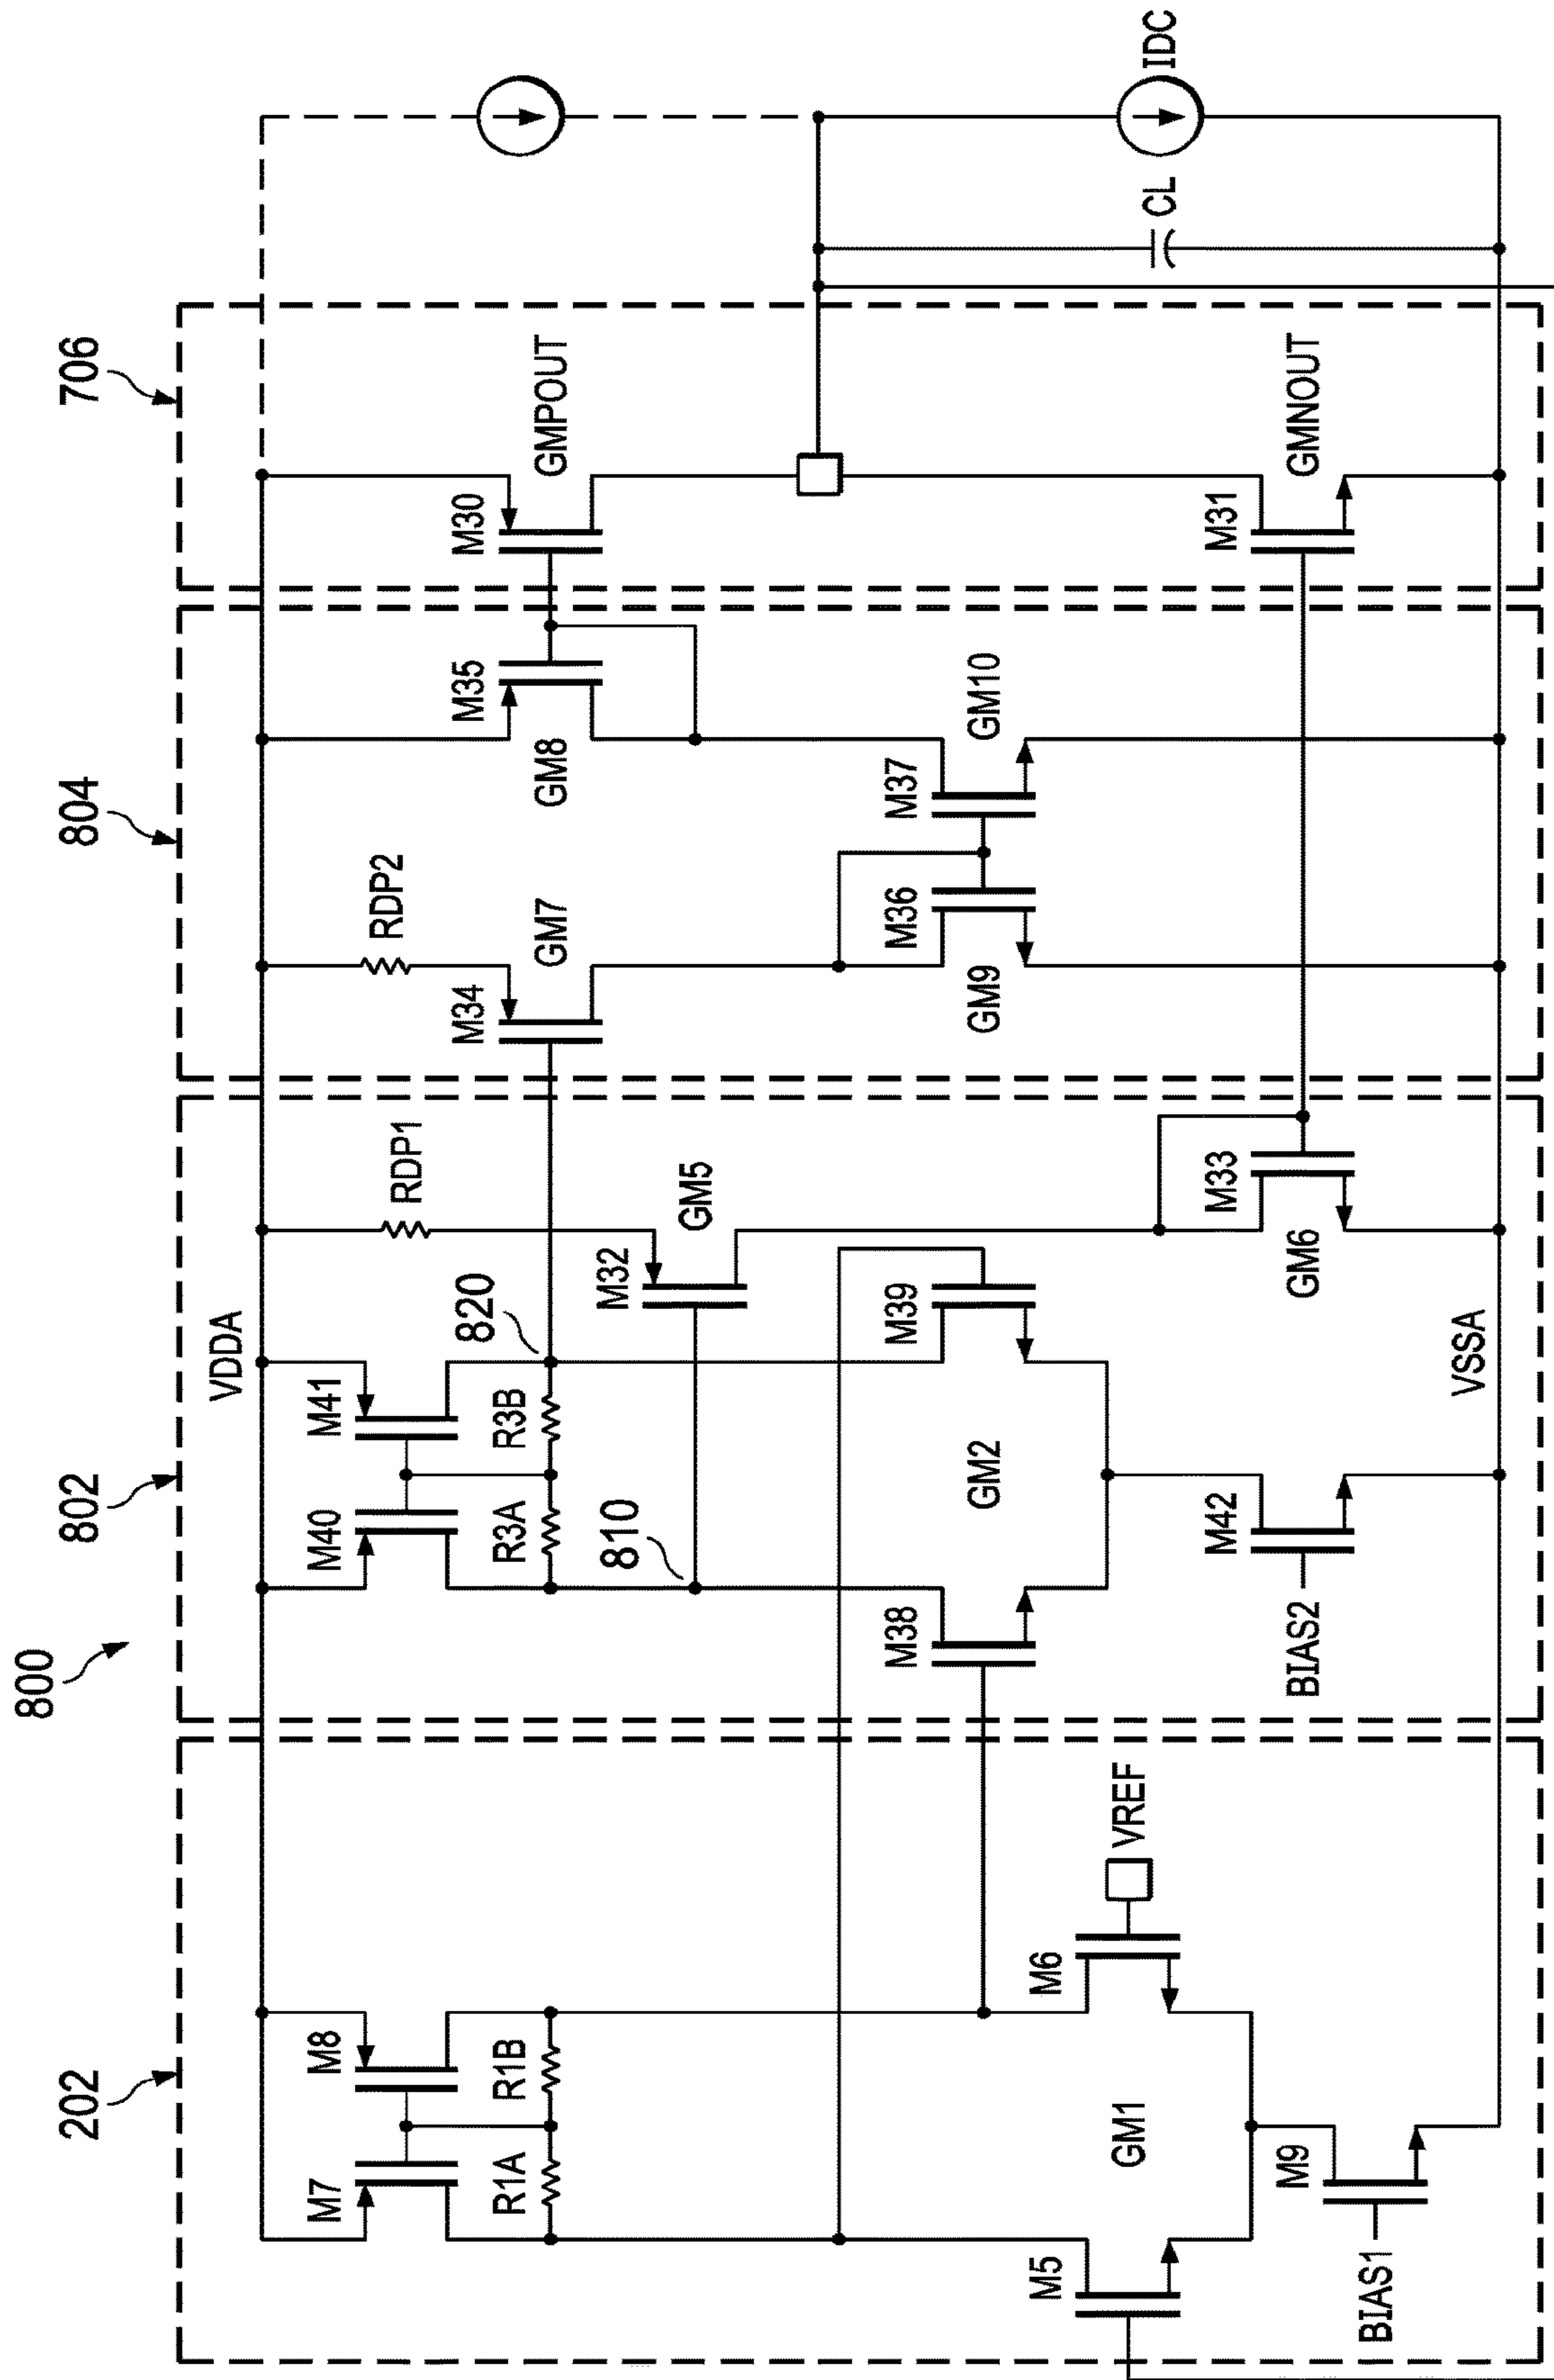 800
202
802
804
706
VDDA
M7
M8
R1A
R1B
M5
M6
VREF
GM1
M9
BIAS1
M40
M41
R3A
R3B
810
820
M38
M39
GM2
M42
BIAS2
RDP1
M32
GM5
M33
GM6
VSSA
RDP2
M34
GM7
M35
GM8
M36
GM9
M37
GM10
M30
GMPOUT
M31
GMNOUT
CL
IDC